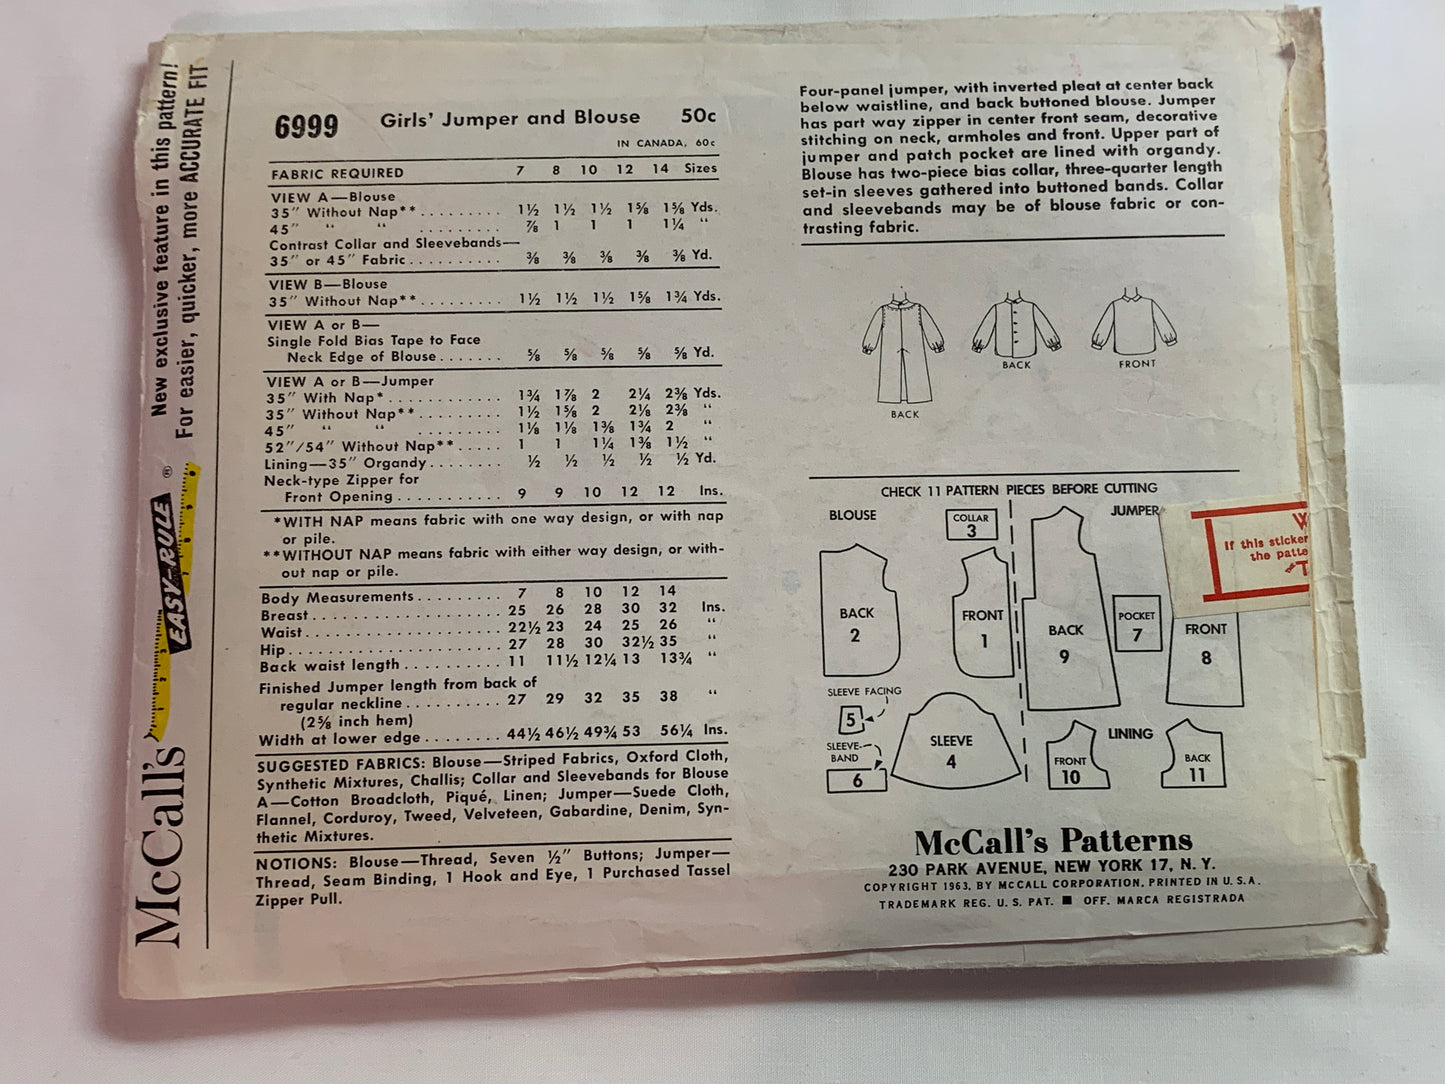 New exclusive feature in this pattern!
For easier, quicker, more ACCURATE FIT
EASY-RULE ®
McCall's
6999 Girls' Jumper and Blouse 50c
IN CANADA, 60c
FABRIC REQUIRED 7 8 10 12 14 Sizes
VIEW A—Blouse
35" Without Nap** ......... 1½ 1½ 1½ 1⅝ 1⅝ Yds.
45" " " ......... ⅞ 1 1 1 1¼ "
Contrast Collar and Sleevebands—
35" or 45" Fabric .......... ⅜ ⅜ ⅜ ⅜ ⅜ Yd.
VIEW B—Blouse
35" Without Nap** ......... 1½ 1½ 1½ 1⅝ 1¾ Yds.
VIEW A or B—
Single Fold Bias Tape to Face
Neck Edge of Blouse ....... ⅝ ⅝ ⅝ ⅝ ⅝ Yd.
VIEW A or B—Jumper
35" With Nap* ............ 1¾ 1⅞ 2 2¼ 2⅜ Yds.
35" Without Nap** ......... 1½ 1⅝ 2 2⅛ 2⅜ "
45" " " ......... 1⅛ 1⅛ 1⅜ 1¾ 2 "
52"/54" Without Nap** ..... 1 1 1¼ 1⅜ 1½ "
Lining—35" Organdy ........ ½ ½ ½ ½ ½ Yd.
Neck-type Zipper for
Front Opening ........... 9 9 10 12 12 Ins.
*WITH NAP means fabric with one way design, or with nap
or pile.
**WITHOUT NAP means fabric with either way design, or with-
out nap or pile.
Body Measurements ......... 7 8 10 12 14
Breast .................... 25 26 28 30 32 Ins.
Waist ..................... 22½ 23 24 25 26 "
Hip ....................... 27 28 30 32½ 35 "
Back waist length .......... 11 11½ 12¼ 13 13¾ "
Finished Jumper length from back of
regular neckline .......... 27 29 32 35 38 "
(2⅝ inch hem)
Width at lower edge ........ 44½ 46½ 49¾ 53 56¼ Ins.
SUGGESTED FABRICS: Blouse—Striped Fabrics, Oxford Cloth,
Synthetic Mixtures, Challis; Collar and Sleevebands for Blouse
A—Cotton Broadcloth, Piqué, Linen; Jumper—Suede Cloth,
Flannel, Corduroy, Tweed, Velveteen, Gabardine, Denim, Syn-
thetic Mixtures.
NOTIONS: Blouse—Thread, Seven ½" Buttons; Jumper—
Thread, Seam Binding, 1 Hook and Eye, 1 Purchased Tassel
Zipper Pull.
Four-panel jumper, with inverted pleat at center back
below waistline, and back buttoned blouse. Jumper
has part way zipper in center front seam, decorative
stitching on neck, armholes and front. Upper part of
jumper and patch pocket are lined with organdy.
Blouse has two-piece bias collar, three-quarter length
set-in sleeves gathered into buttoned bands. Collar
and sleevebands may be of blouse fabric or con-
trasting fabric.
BACK
BACK
FRONT
CHECK 11 PATTERN PIECES BEFORE CUTTING
BLOUSE
COLLAR
3
JUMPER
BACK
2
FRONT
1
BACK
9
POCKET
7
FRONT
8
If this sticker
the patte
SLEEVE FACING
5
SLEEVE-
BAND
6
SLEEVE
4
LINING
FRONT
10
BACK
11
McCall's Patterns
230 PARK AVENUE, NEW YORK 17, N. Y.
COPYRIGHT 1963, BY McCALL CORPORATION. PRINTED IN U.S.A.
TRADEMARK REG. U. S. PAT. ■ OFF. MARCA REGISTRADA